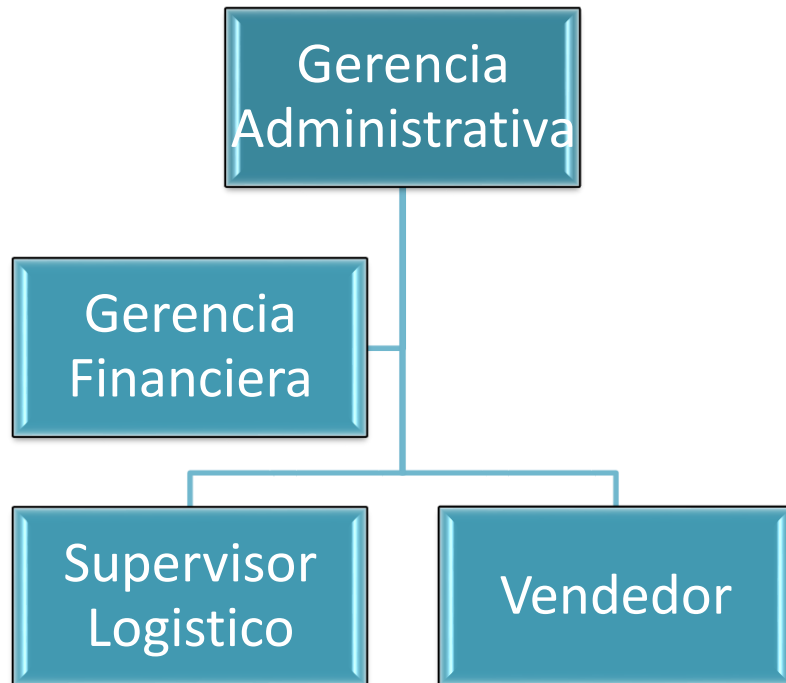 Gerencia
Administrativa
Gerencia
Financiera
Supervisor
Logistico
Vendedor